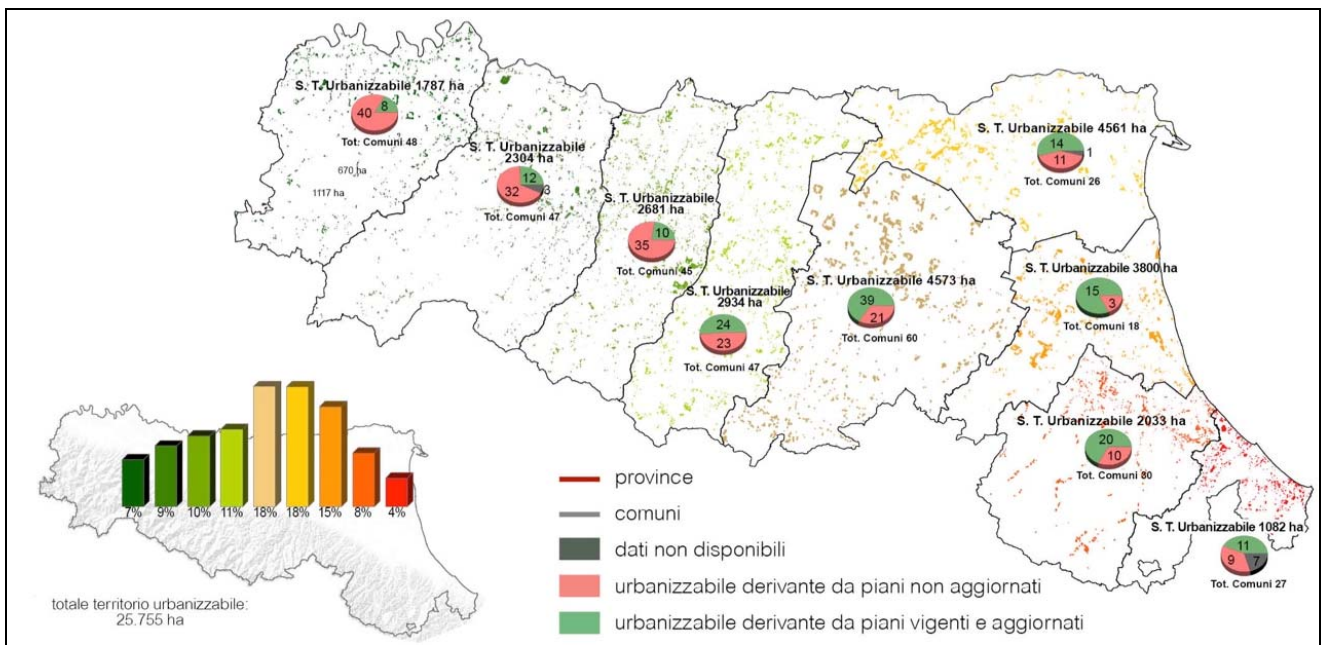 S. T. Urbanizzabile 1787 ha
40
8
Tot. Comuni 48
670 ha
1117 ha
S. T. Urbanizzabile
2304 ha
12
32
3
Tot. Comuni 47
S. T. Urbanizzabile
2681 ha
10
35
Tot. Comuni 45
S. T. Urbanizzabile
2934 ha
24
23
Tot. Comuni 47
S. T. Urbanizzabile 4573 ha
39
21
Tot. Comuni 60
S. T. Urbanizzabile 4561 ha
14
11
1
Tot. Comuni 26
S. T. Urbanizzabile 3800 ha
15
3
Tot. Comuni 18
S. T. Urbanizzabile 2033 ha
20
10
Tot. Comuni 30
S. T. Urbanizzabile 1082 ha
11
9
7
Tot. Comuni 27
7% 9% 10% 11% 18% 18% 15% 8% 4%
totale territorio urbanizzabile:
25.755 ha
province
comuni
dati non disponibili
urbanizzabile derivante da piani non aggiornati
urbanizzabile derivante da piani vigenti e aggiornati